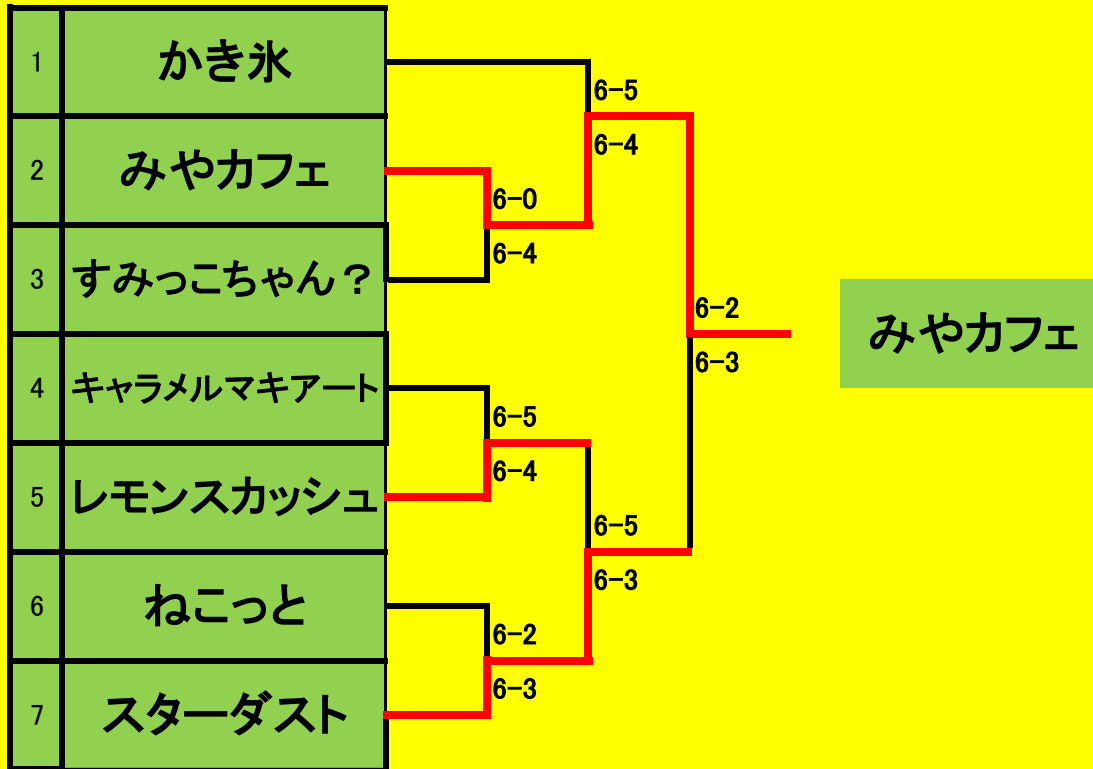 1 かき氷
6-5
2 みやカフェ
6-4
6-0
3 すみっこちゃん？
6-4
6-2
みやカフェ
6-3
4 キャラメルマキアート
6-5
5 レモンスカッシュ
6-4
6-5
6-3
6 ねこっと
6-2
7 スターダスト
6-3